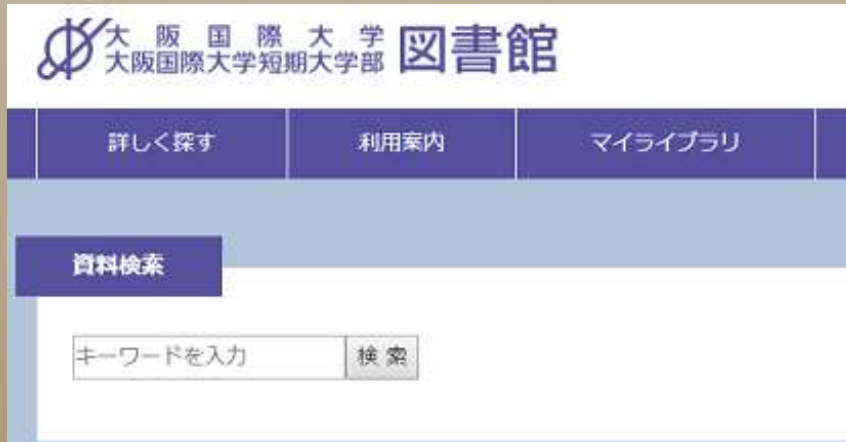 大阪国際大学
大阪国際大学短期大学部 図書館
詳しく探す 利用案内 マイライブラリ
資料検索
キーワードを入力 検索